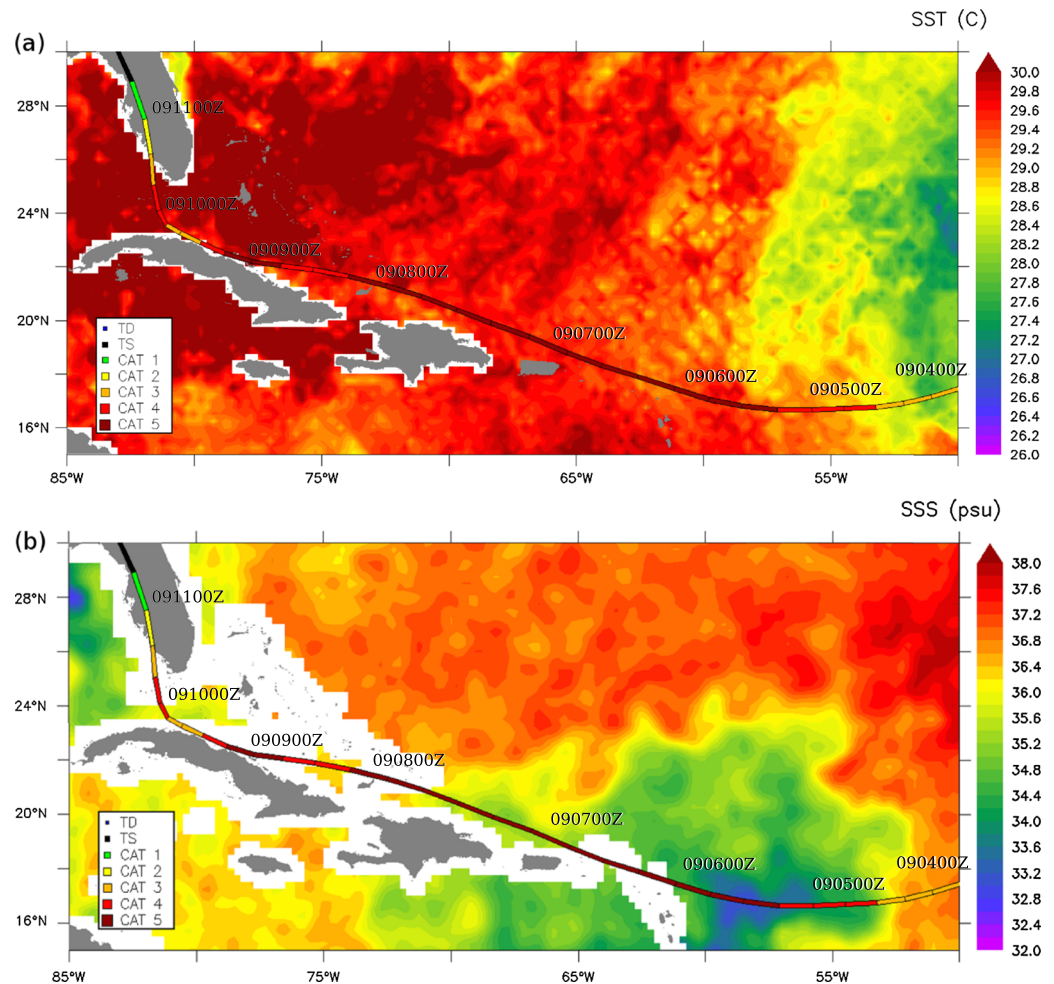 SST (C)
(a)
28°N
24°N
20°N
16°N
091100Z
091000Z
090900Z
090800Z
090700Z
090600Z
090500Z
090400Z
TD
TS
CAT 1
CAT 2
CAT 3
CAT 4
CAT 5
85°W
75°W
65°W
55°W
30.0
29.8
29.6
29.4
29.2
29.0
28.8
28.6
28.4
28.2
28.0
27.8
27.6
27.4
27.2
27.0
26.8
26.6
26.4
26.2
26.0
SSS (psu)
(b)
28°N
24°N
20°N
16°N
091100Z
091000Z
090900Z
090800Z
090700Z
090600Z
090500Z
090400Z
TD
TS
CAT 1
CAT 2
CAT 3
CAT 4
CAT 5
85°W
75°W
65°W
55°W
38.0
37.6
37.2
36.8
36.4
36.0
35.6
35.2
34.8
34.4
34.0
33.6
33.2
32.8
32.4
32.0